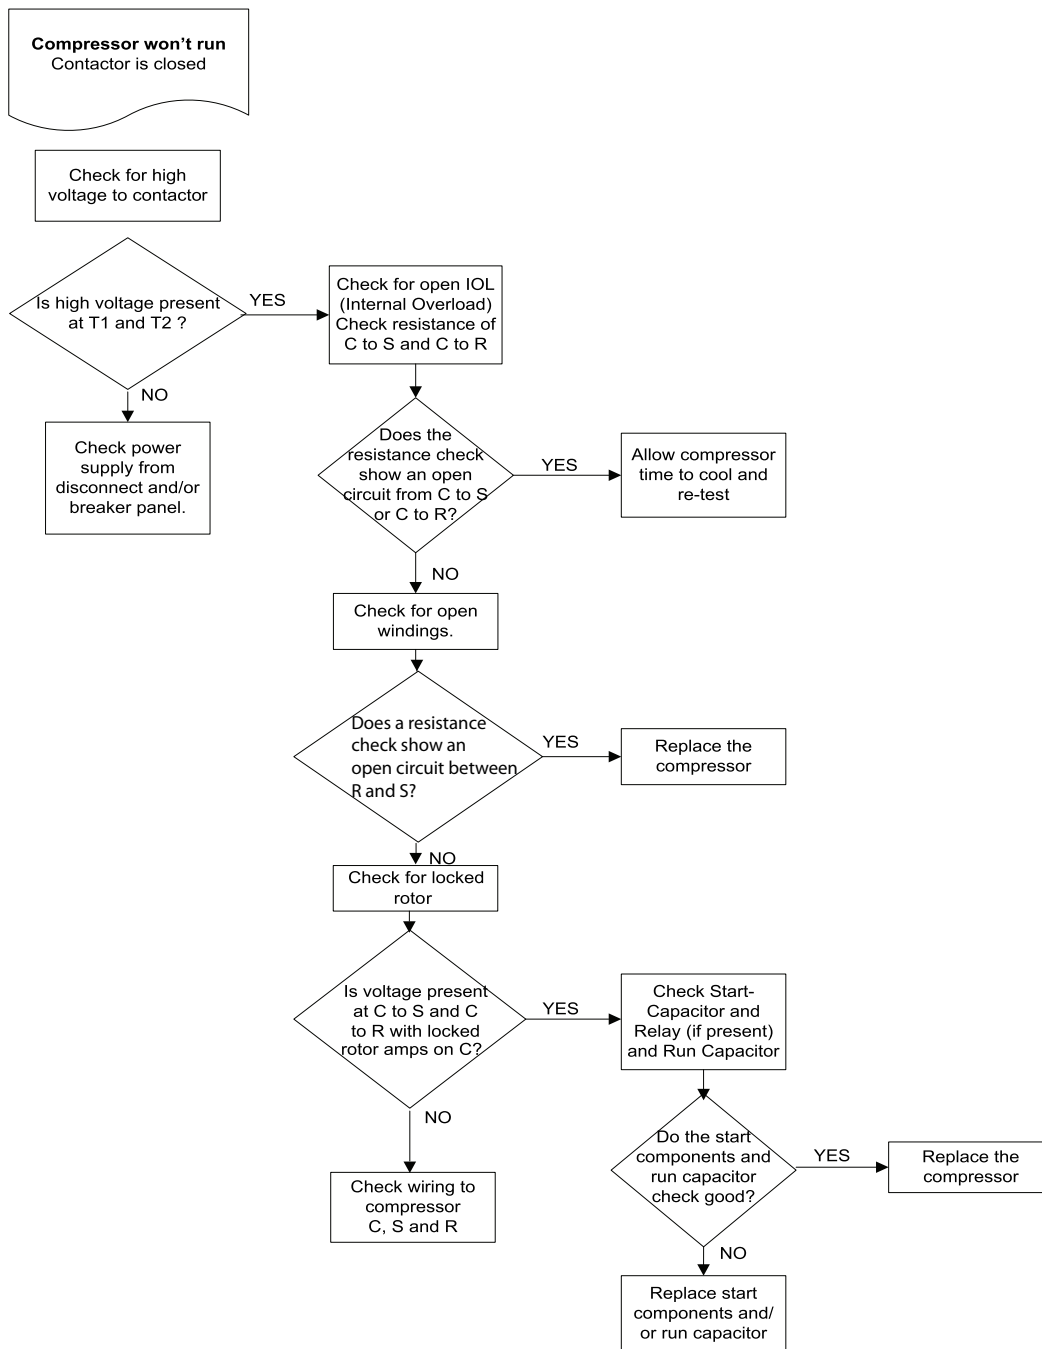 Compressor won't run
Contactor is closed
Check for high
voltage to contactor
Is high voltage present
at T1 and T2 ?
YES
NO
Check power
supply from
disconnect and/or
breaker panel.
Check for open IOL
(Internal Overload)
Check resistance of
C to S and C to R
Does the
resistance check
show an open
circuit from C to S
or C to R?
YES
Allow compressor
time to cool and
re-test
NO
Check for open
windings.
Does a resistance
check show an
open circuit between
R and S?
YES
Replace the
compressor
NO
Check for locked
rotor
Is voltage present
at C to S and C
to R with locked
rotor amps on C?
YES
NO
Check wiring to
compressor
C, S and R
Check Start-
Capacitor and
Relay (if present)
and Run Capacitor
Do the start
components and
run capacitor
check good?
YES
Replace the
compressor
NO
Replace start
components and/
or run capacitor